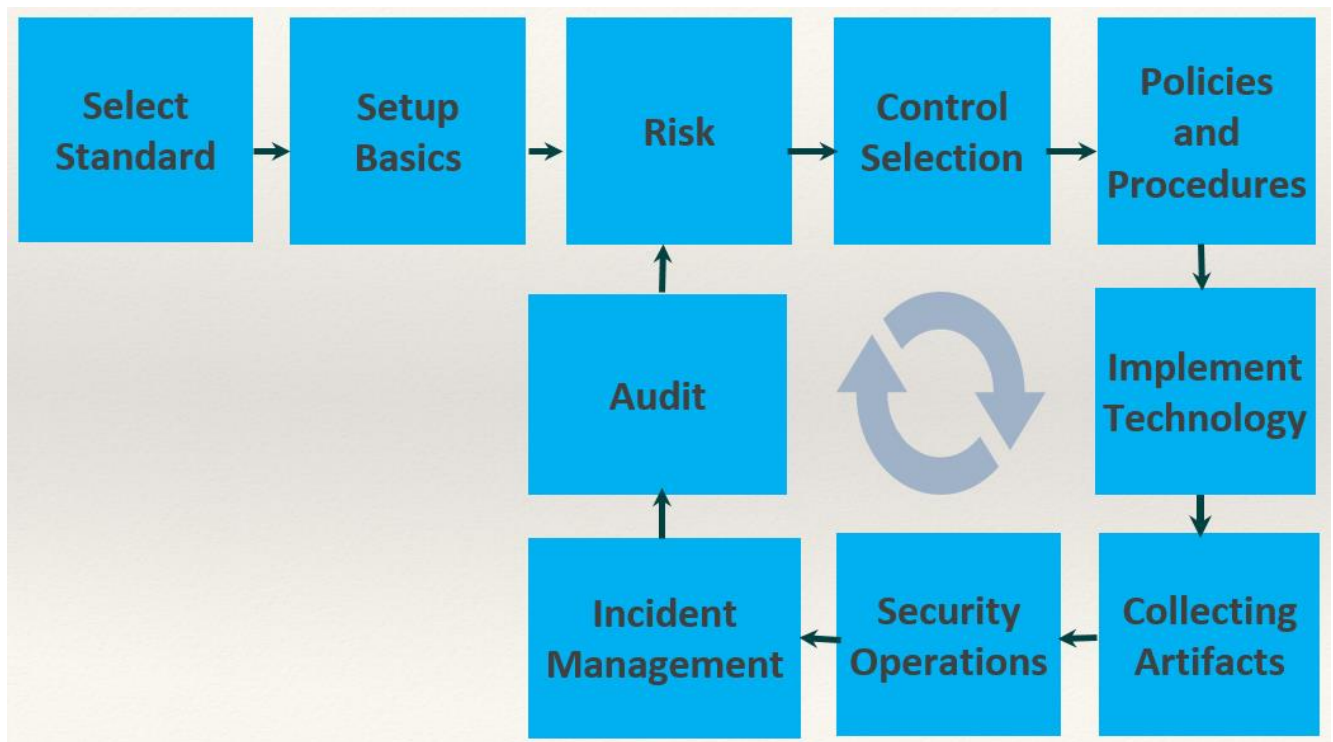 Select
Standard
Setup
Basics
Risk
Control
Selection
Policies
and
Procedures
Audit
Implement
Technology
Incident
Management
Security
Operations
Collecting
Artifacts